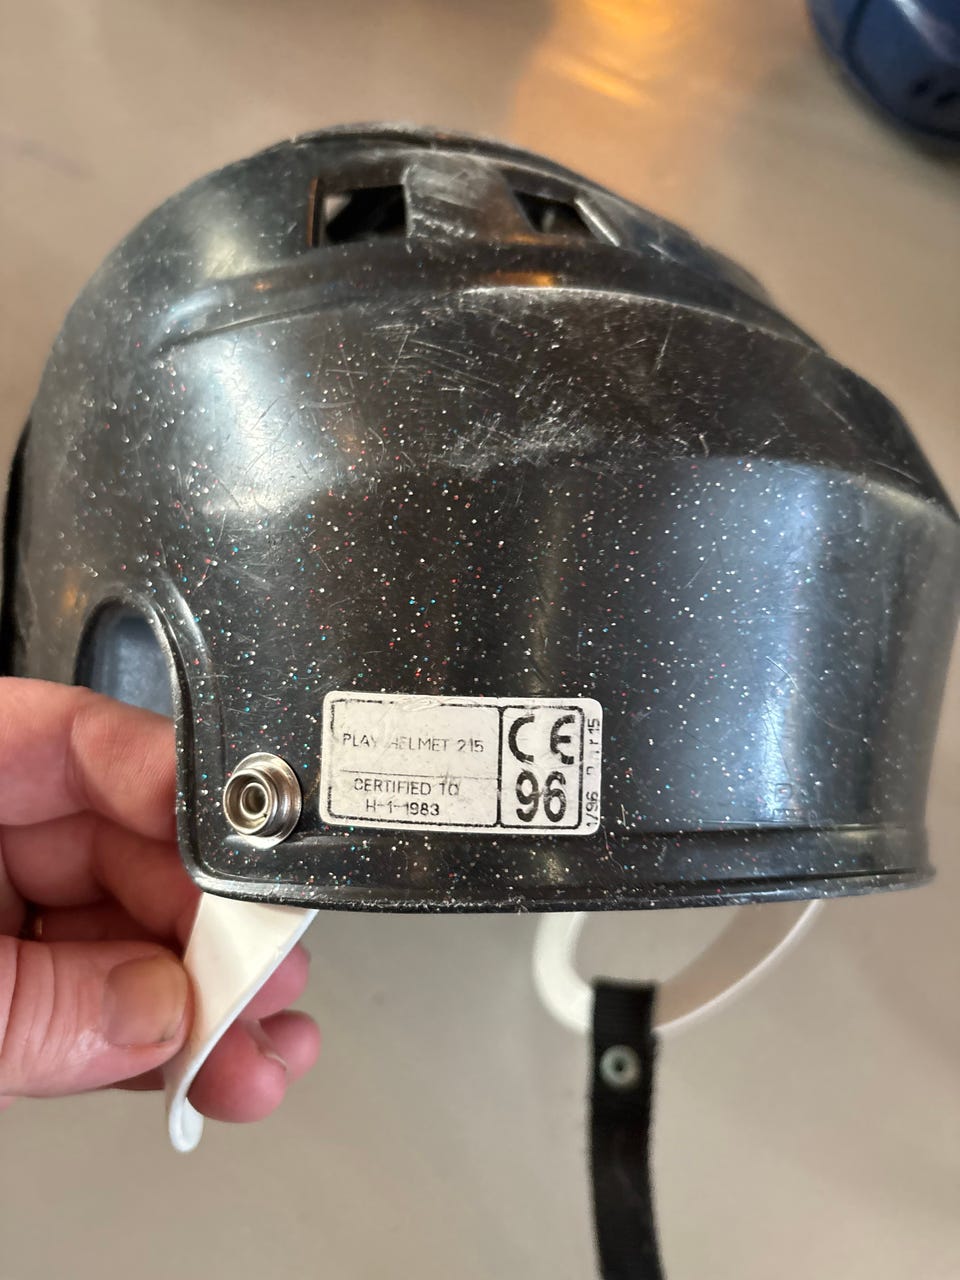 PLAY HELMET 215
CERTIFIED TO
H-1-1983
CE
96